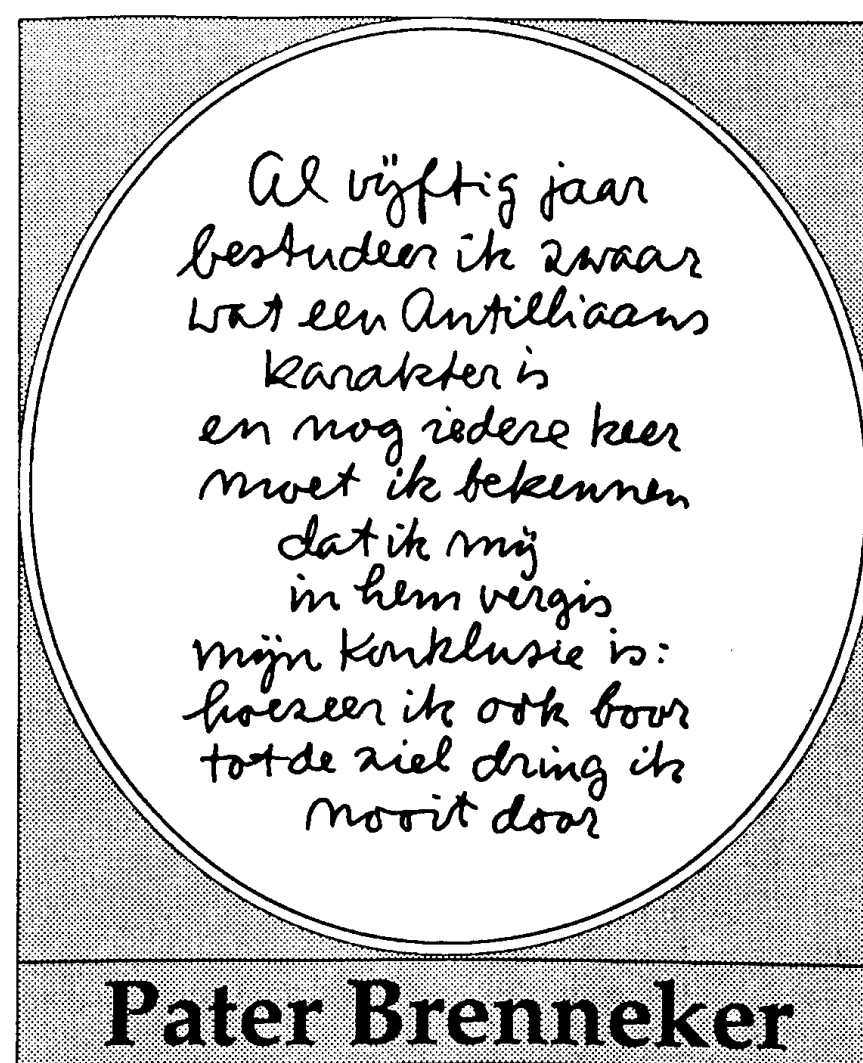 Al vijftig jaar
bestudeer ik zwaar
wat een Antilliaans
karakter is
en nog iedere keer
moet ik bekennen
dat ik mij
in hem vergis
mijn konklusie is:
hoezeer ik ook boor
tot de ziel dring ik
nooit door
Pater Brenneker